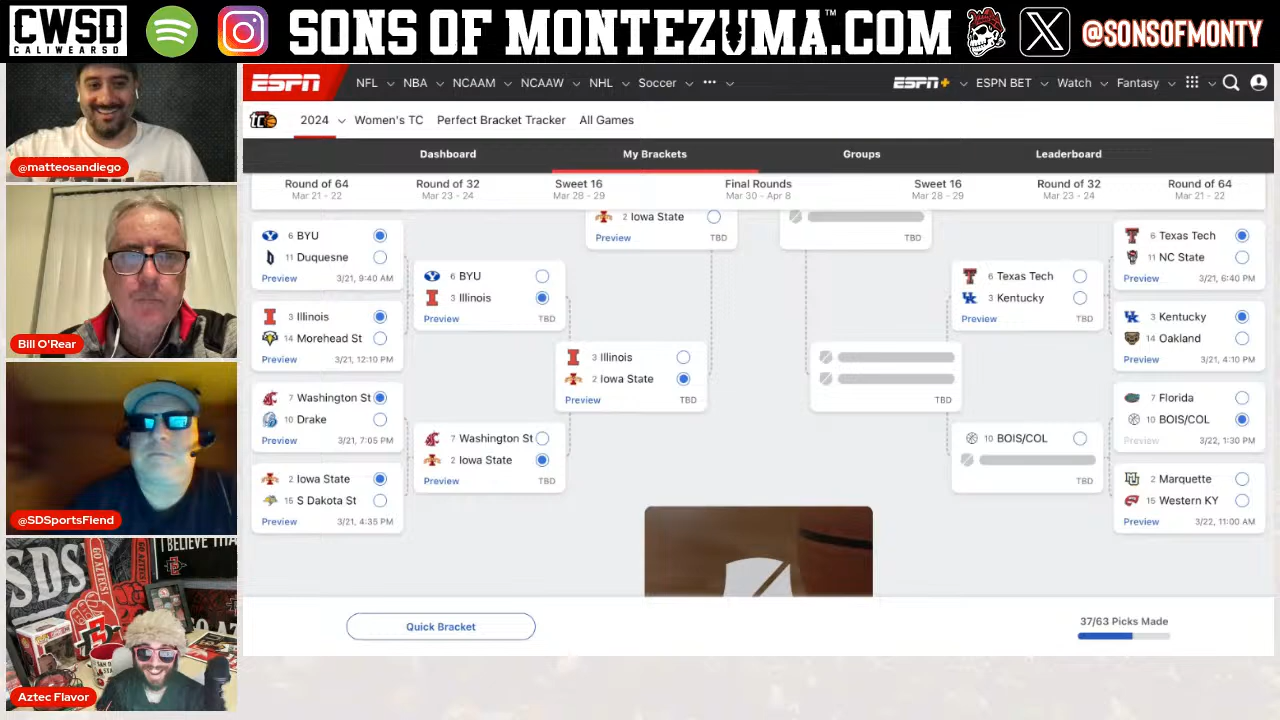 CWSD
CALIWEARSD
SONS OF MONTEZUMA.COM™
X
@SONSOFMONTY
@matteosandiego
Bill O'Rear
@SDSportsFiend
SDS
GO AZTECS!
I BELIEVE THA
Aztec Flavor
ESPN
NFL
NBA
NCAAM
NCAAW
NHL
Soccer
•••
ESPN+
ESPN BET
Watch
Fantasy
tc
2024
Women's TC
Perfect Bracket Tracker
All Games
Dashboard
My Brackets
Groups
Leaderboard
Round of 64
Mar 21 - 22
Round of 32
Mar 23 - 24
Sweet 16
Mar 28 - 29
Final Rounds
Mar 30 - Apr 8
Sweet 16
Mar 28 - 29
Round of 32
Mar 23 - 24
Round of 64
Mar 21 - 22
2 Iowa State
Preview TBD
TBD
6 BYU
11 Duquesne
Preview 3/21, 9:40 AM
3 Illinois
14 Morehead St
Preview 3/21, 12:10 PM
7 Washington St
10 Drake
Preview 3/21, 7:05 PM
2 Iowa State
15 S Dakota St
Preview 3/21, 4:35 PM
6 BYU
3 Illinois
Preview TBD
7 Washington St
2 Iowa State
Preview TBD
3 Illinois
2 Iowa State
Preview TBD
TBD
6 Texas Tech
3 Kentucky
Preview TBD
10 BOIS/COL
TBD
6 Texas Tech
11 NC State
Preview 3/21, 6:40 PM
3 Kentucky
14 Oakland
Preview 3/21, 4:10 PM
7 Florida
10 BOIS/COL
Preview 3/22, 1:30 PM
2 Marquette
15 Western KY
Preview 3/22, 11:00 AM
Quick Bracket
37/63 Picks Made